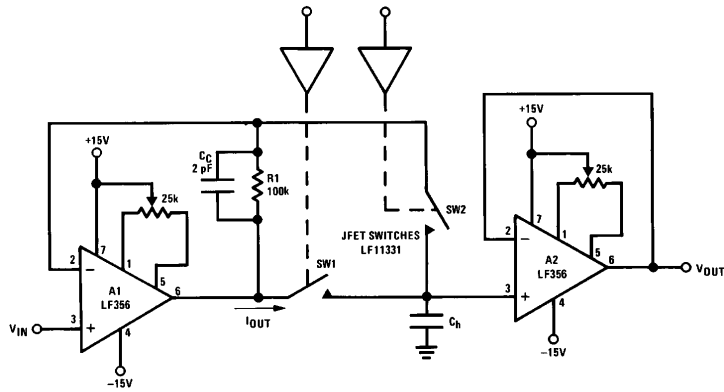 +15V
25k
7
1
5
2
−
A1
LF356
6
VIN
3
+
4
−15V
CC
2 pF
R1
100k
IOUT
SW1
SW2
JFET SWITCHES
LF11331
Ch
+15V
25k
7
1
5
2
−
A2
LF356
6
VOUT
3
+
4
−15V